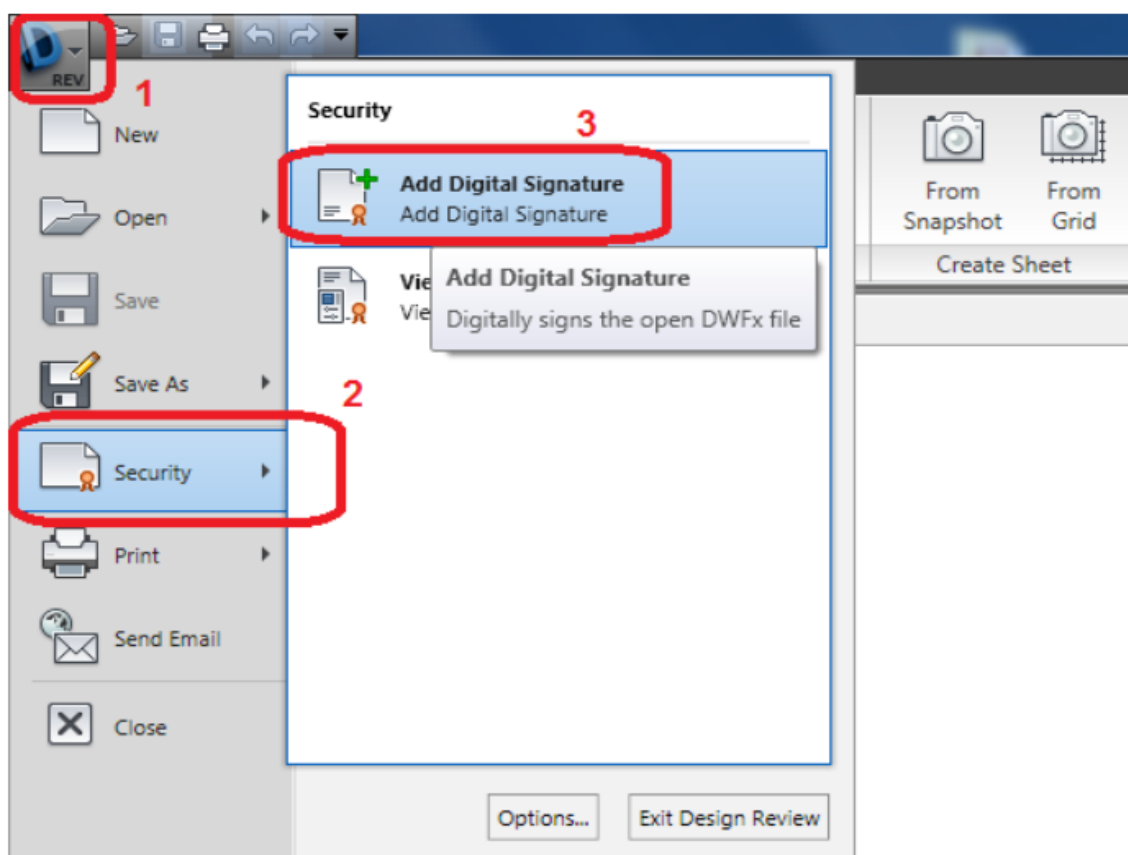 REV
1
New
Open
Save
Save As
Security
2
Print
Send Email
Close
Security
3
Add Digital Signature
Add Digital Signature
Vie
Vie
Add Digital Signature
Digitally signs the open DWFx file
Options...
Exit Design Review
From
Snapshot
From
Grid
Create Sheet